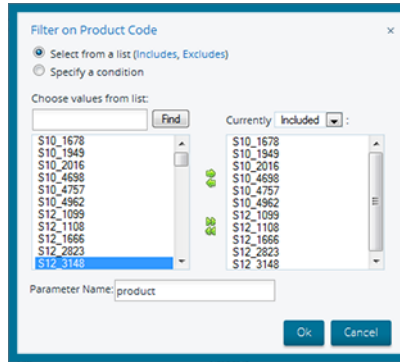 Filter on Product Code
×
Select from a list (Includes, Excludes)
Specify a condition
Choose values from list:
Find
Currently Included :
S10_1678
S10_1949
S10_2016
S10_4698
S10_4757
S10_4962
S12_1099
S12_1108
S12_1666
S12_2823
S12_3148
S10_1678
S10_1949
S10_2016
S10_4698
S10_4757
S10_4962
S12_1099
S12_1108
S12_1666
S12_2823
S12_3148
Parameter Name: product
Ok Cancel